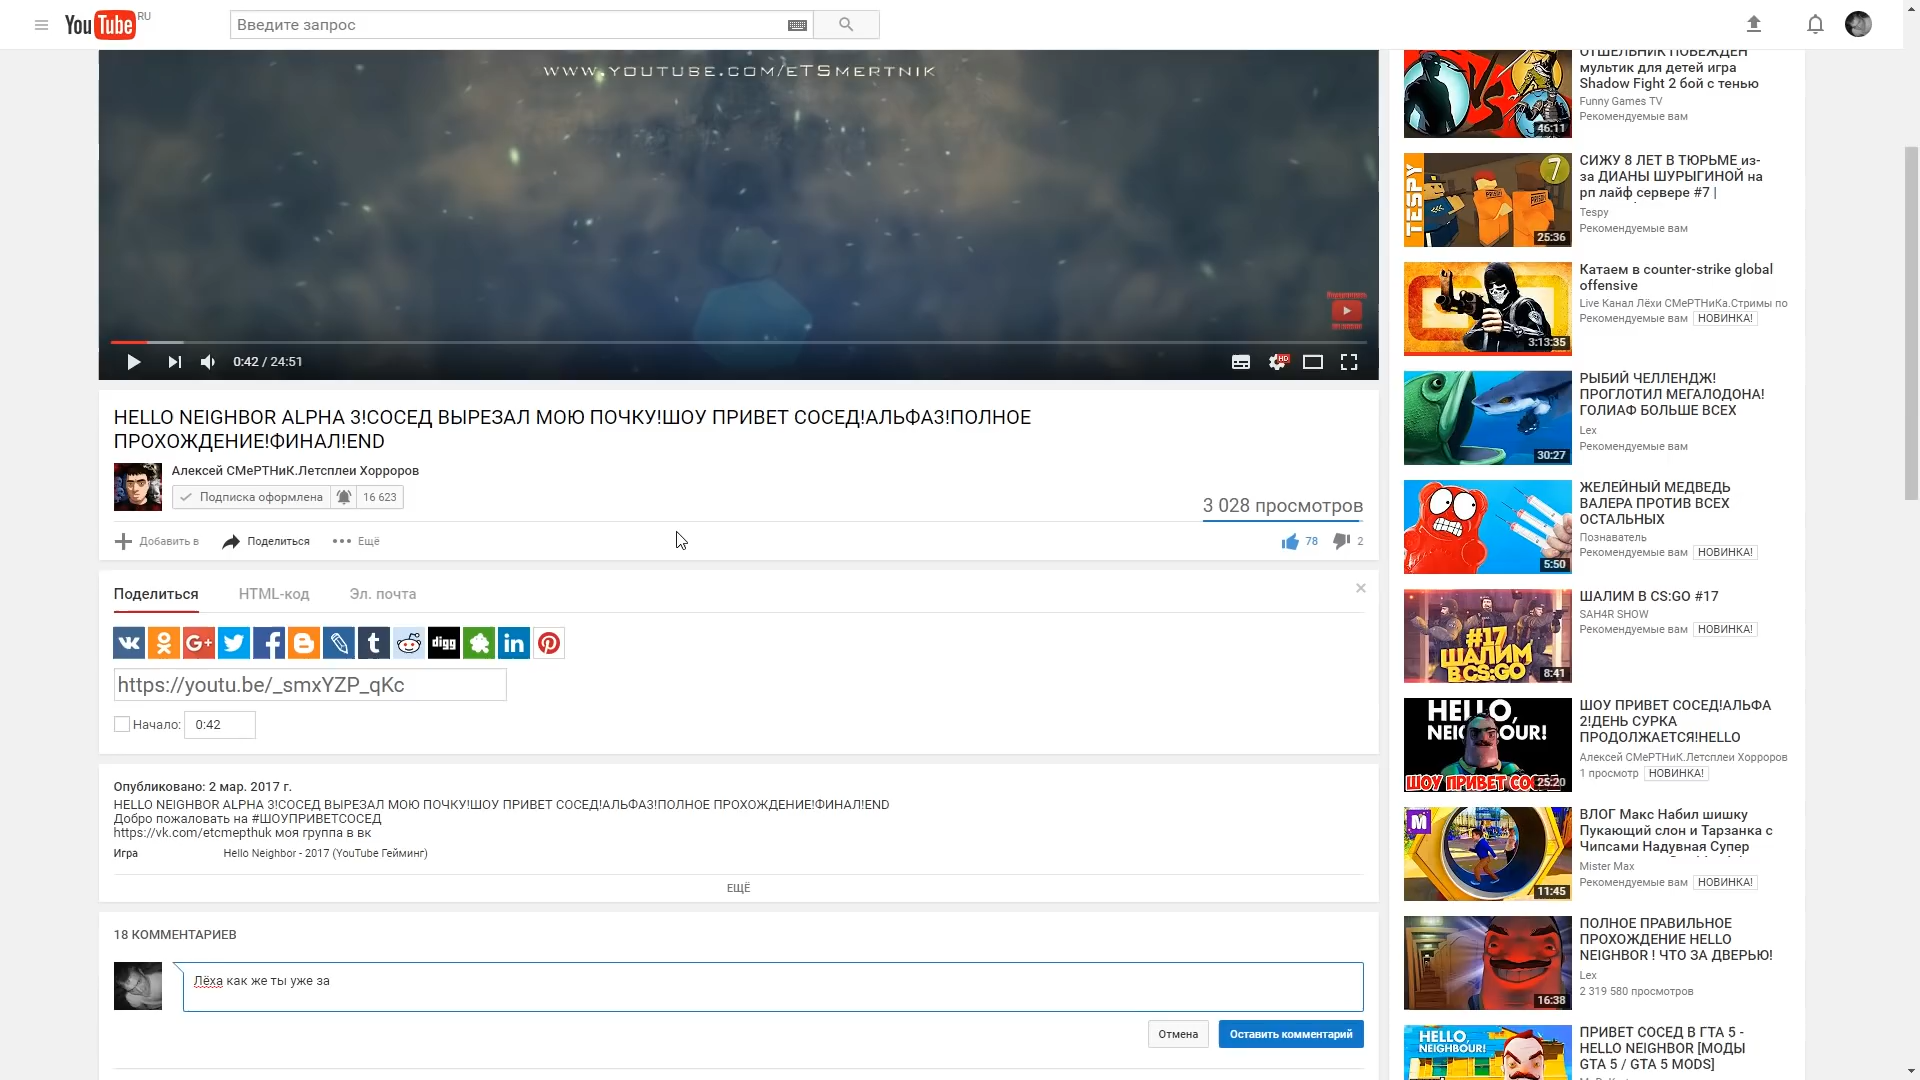 YouTube RU
Введите запрос
WWW.YOUTUBE.COM/ETSMERTNIK
0:42 / 24:51
HD
HELLO NEIGHBOR ALPHA 3!СОСЕД ВЫРЕЗАЛ МОЮ ПОЧКУ!ШОУ ПРИВЕТ СОСЕД!АЛЬФА3!ПОЛНОЕ
ПРОХОЖДЕНИЕ!ФИНАЛ!END
Алексей СМеРТНиК.Летсплеи Хорроров
Подписка оформлена 16 623
3 028 просмотров
Добавить в Поделиться Ещё
78 2
Поделиться HTML-код Эл. почта
G+ digg in
https://youtu.be/_smxYZP_qKc
Начало: 0:42
Опубликовано: 2 мар. 2017 г.
HELLO NEIGHBOR ALPHA 3!СОСЕД ВЫРЕЗАЛ МОЮ ПОЧКУ!ШОУ ПРИВЕТ СОСЕД!АЛЬФА3!ПОЛНОЕ ПРОХОЖДЕНИЕ!ФИНАЛ!END
Добро пожаловать на #ШОУПРИВЕТСОСЕД
https://vk.com/etcmepthuk моя группа в вк
Игра Hello Neighbor - 2017 (YouTube Гейминг)
ЕЩЁ
18 КОММЕНТАРИЕВ
Лёха как же ты уже за
Отмена Оставить комментарий
ОТШЕЛЬНИК ПОБЕЖДЕН
мультик для детей игра
Shadow Fight 2 бой с тенью
Funny Games TV
Рекомендуемые вам
VS
46:11
СИЖУ 8 ЛЕТ В ТЮРЬМЕ из-
за ДИАНЫ ШУРЫГИНОЙ на
рп лайф сервере #7 |
Tespy
Рекомендуемые вам
TESPY
7
25:36
Катаем в counter-strike global
offensive
Live Канал Лёхи СМеРТНиКа.Стримы по
Рекомендуемые вам НОВИНКА!
3:13:35
РЫБИЙ ЧЕЛЛЕНДЖ!
ПРОГЛОТИЛ МЕГАЛОДОНА!
ГОЛИАФ БОЛЬШЕ ВСЕХ
Lex
Рекомендуемые вам
30:27
ЖЕЛЕЙНЫЙ МЕДВЕДЬ
ВАЛЕРА ПРОТИВ ВСЕХ
ОСТАЛЬНЫХ
Познаватель
Рекомендуемые вам НОВИНКА!
5:50
ШАЛИМ В CS:GO #17
SAH4R SHOW
Рекомендуемые вам НОВИНКА!
#17
ШАЛИМ
В CS:GO
8:41
ШОУ ПРИВЕТ СОСЕД!АЛЬФА
2!ДЕНЬ СУРКА
ПРОДОЛЖАЕТСЯ!HELLO
Алексей СМеРТНиК.Летсплеи Хорроров
1 просмотр НОВИНКА!
HELLO,
ШОУ ПРИВЕТ
25:20
ВЛОГ Макс Набил шишку
Пукающий слон и Тарзанка с
Чипсами Надувная Супер
Mister Max
Рекомендуемые вам НОВИНКА!
M
11:45
ПОЛНОЕ ПРАВИЛЬНОЕ
ПРОХОЖДЕНИЕ HELLO
NEIGHBOR ! ЧТО ЗА ДВЕРЬЮ!
Lex
2 319 580 просмотров
16:38
ПРИВЕТ СОСЕД В ГТА 5 -
HELLO NEIGHBOR [МОДЫ
GTA 5 / GTA 5 MODS]
HELLO,
NEIGHBOUR!